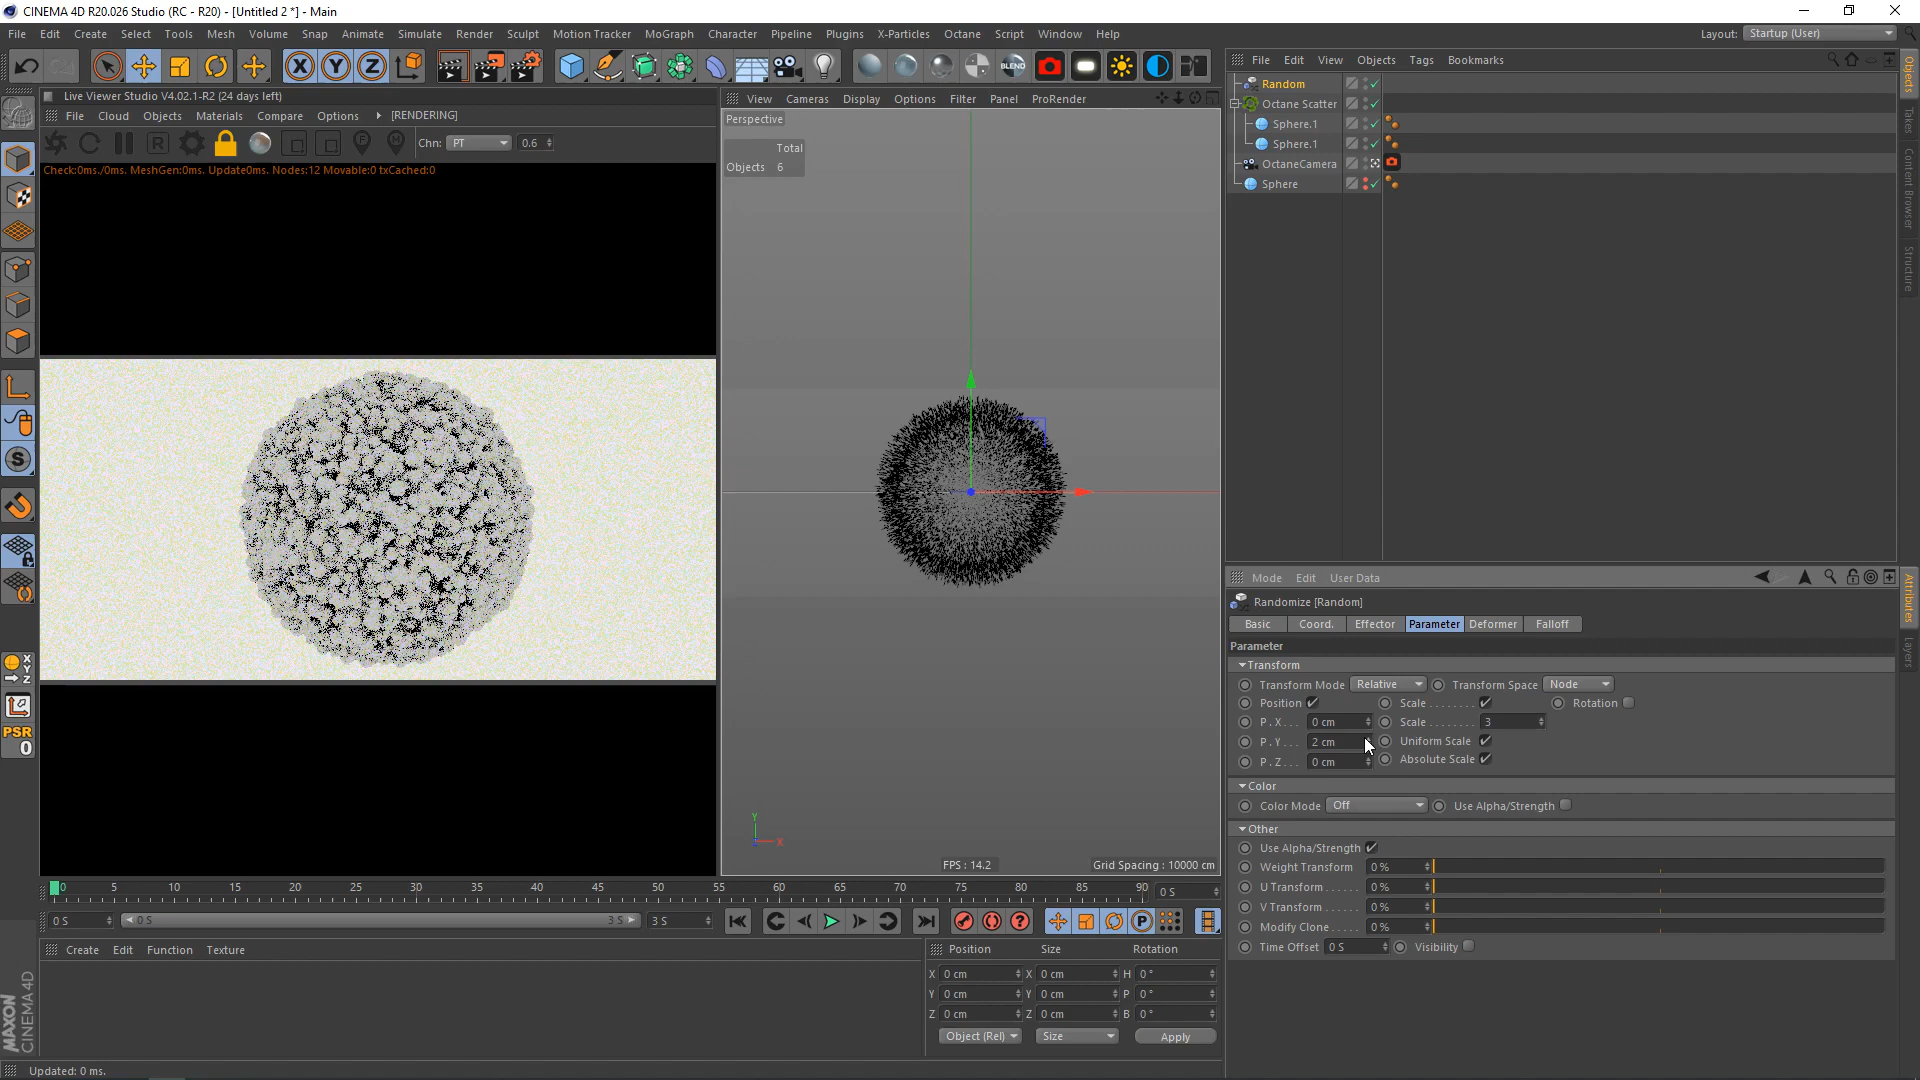 CINEMA 4D R20.026 Studio (RC - R20) - [Untitled 2 *] - Main
File Edit Create Select Tools Mesh Volume Snap Animate Simulate Render Sculpt Motion Tracker MoGraph Character Pipeline Plugins X-Particles Octane Script Window Help
Layout: Startup (User)
X Y Z
BLEND
File Edit View Objects Tags Bookmarks
Live Viewer Studio V4.02.1-R2 (24 days left)
File Cloud Objects Materials Compare Options [RENDERING]
R F M Chn: PT 0.6
Check:0ms./0ms. MeshGen:0ms. Update0ms. Nodes:12 Movable:0 txCached:0
View Cameras Display Options Filter Panel ProRender
Perspective
Total
Objects 6
Y
X
FPS : 14.2
Grid Spacing : 10000 cm
Random
Octane Scatter
Sphere.1
Sphere.1
OctaneCamera
Sphere
Objects
Takes
Content Browser
Structure
Mode Edit User Data
Randomize [Random]
Basic Coord. Effector Parameter Deformer Falloff
Parameter
Transform
Transform Mode Relative Transform Space Node
Position Scale . . . . . . . . Rotation
P . X . . . 0 cm Scale . . . . . . . . 3
P . Y . . . 2 cm Uniform Scale
P . Z . . . 0 cm Absolute Scale
Color
Color Mode Off Use Alpha/Strength
Other
Use Alpha/Strength
Weight Transform 0 %
U Transform . . . . . . 0 %
V Transform . . . . . . 0 %
Modify Clone . . . . . 0 %
Time Offset 0 S Visibility
Attributes
Layers
S
X
Y
Z
PSR
0
0 5 10 15 20 25 30 35 40 45 50 55 60 65 70 75 80 85 90 0 S
0 S 0 S 3 S 3 S
P
Create Edit Function Texture
Position Size Rotation
X 0 cm X 0 cm H 0 °
Y 0 cm Y 0 cm P 0 °
Z 0 cm Z 0 cm B 0 °
Object (Rel) Size Apply
MAXON
CINEMA 4D
Updated: 0 ms.